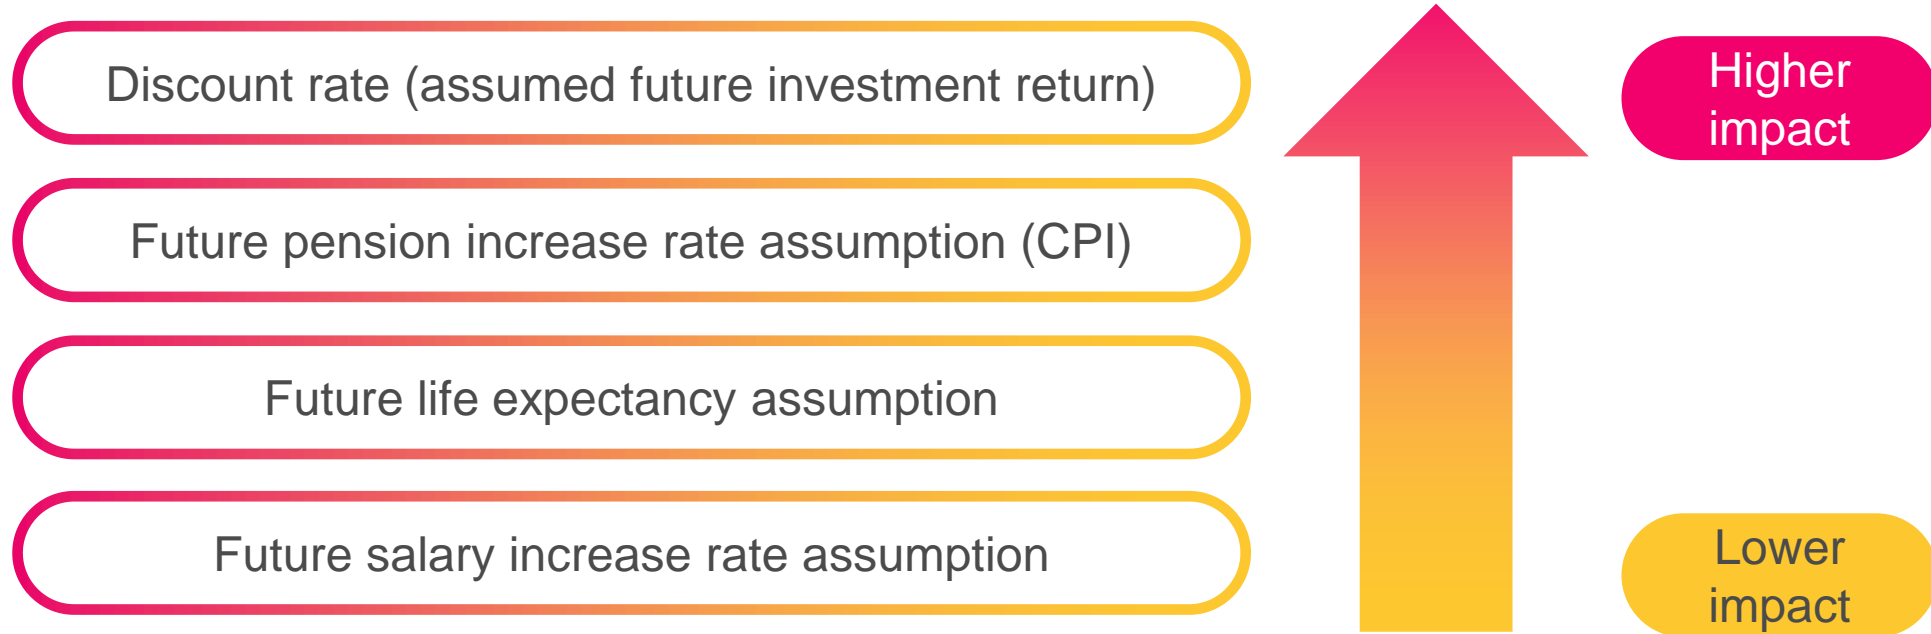 Discount rate (assumed future investment return)
Future pension increase rate assumption (CPI)
Future life expectancy assumption
Future salary increase rate assumption
Higher
impact
Lower
impact